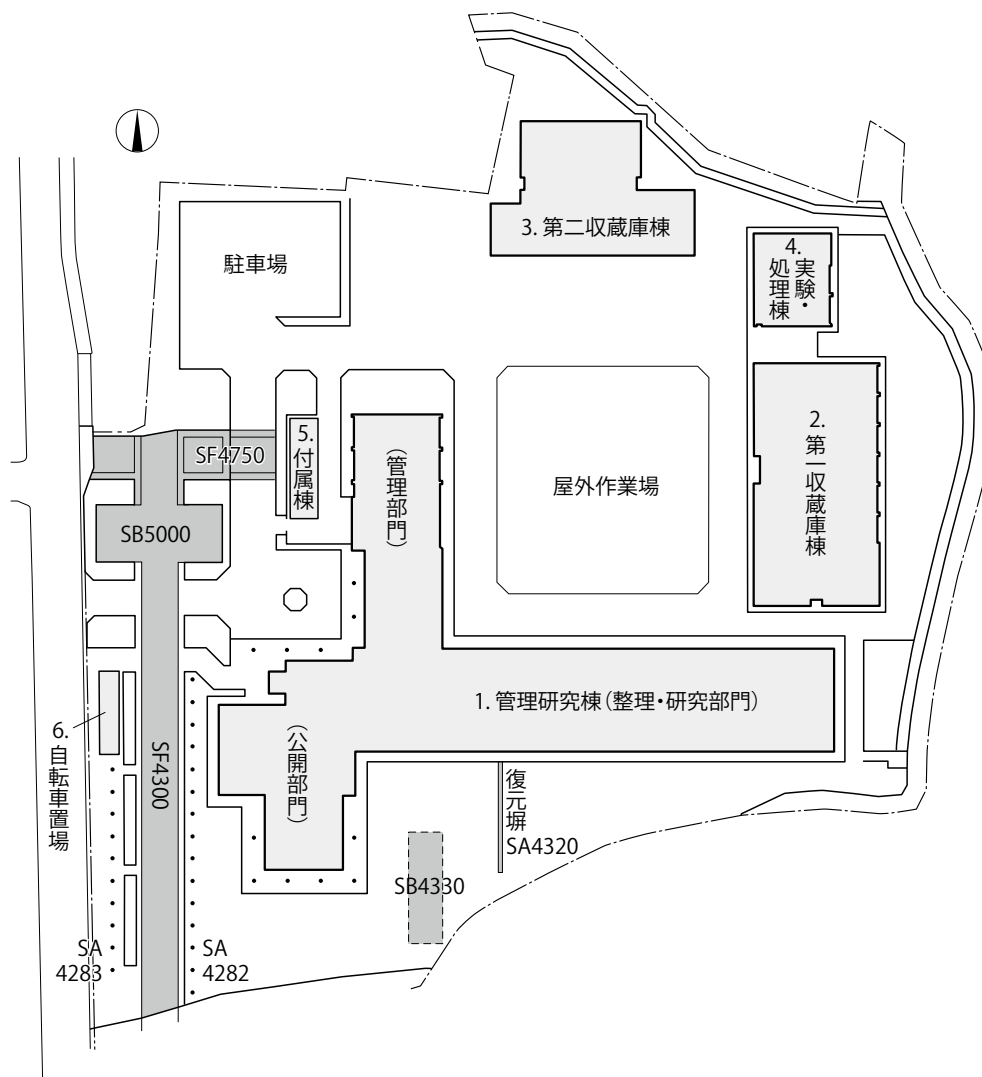 3. 第二収蔵庫棟
駐車場
4.
実験・
処理棟
2.
第一収蔵庫棟
5.
付属棟
SF4750
(管理部門)
屋外作業場
SB5000
1. 管理研究棟(整理・研究部門)
6.
自転車置場
SF4300
(公開部門)
復元塀
SA4320
SB4330
SA
4283
SA
4282